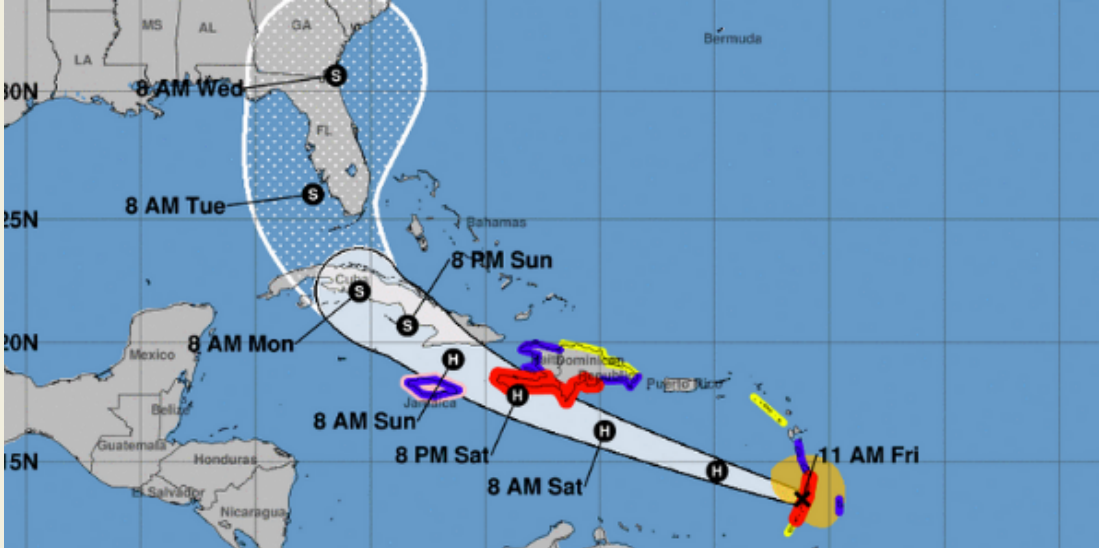 GA
MS
AL
Bermuda
LA
8 AM Wed
S
30N
FL
8 AM Tue
S
25N
Bahamas
8 PM Sun
Cuba
S
S
20N
8 AM Mon
Mexico
H
Dominican
Republic
Puerto Rico
Jamaica
H
Belize
8 AM Sun
H
Guatemala
8 PM Sat
11 AM Fri
15N
Honduras
H
8 AM Sat
El Salvador
Nicaragua